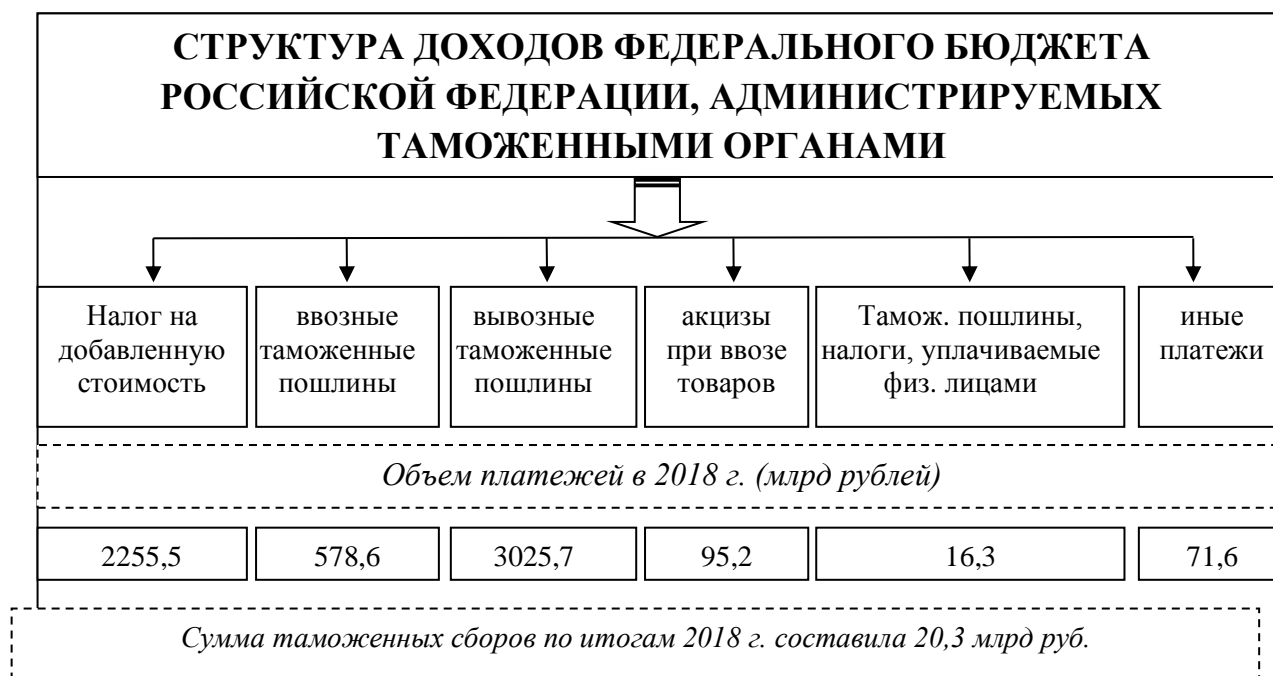 СТРУКТУРА ДОХОДОВ ФЕДЕРАЛЬНОГО БЮДЖЕТА
РОССИЙСКОЙ ФЕДЕРАЦИИ, АДМИНИСТРИРУЕМЫХ
ТАМОЖЕННЫМИ ОРГАНАМИ
Налог на
добавленную
стоимость
ввозные
таможенные
пошлины
вывозные
таможенные
пошлины
акцизы
при ввозе
товаров
Тамож. пошлины,
налоги, уплачиваемые
физ. лицами
иные
платежи
Объем платежей в 2018 г. (млрд рублей)
2255,5
578,6
3025,7
95,2
16,3
71,6
Сумма таможенных сборов по итогам 2018 г. составила 20,3 млрд руб.